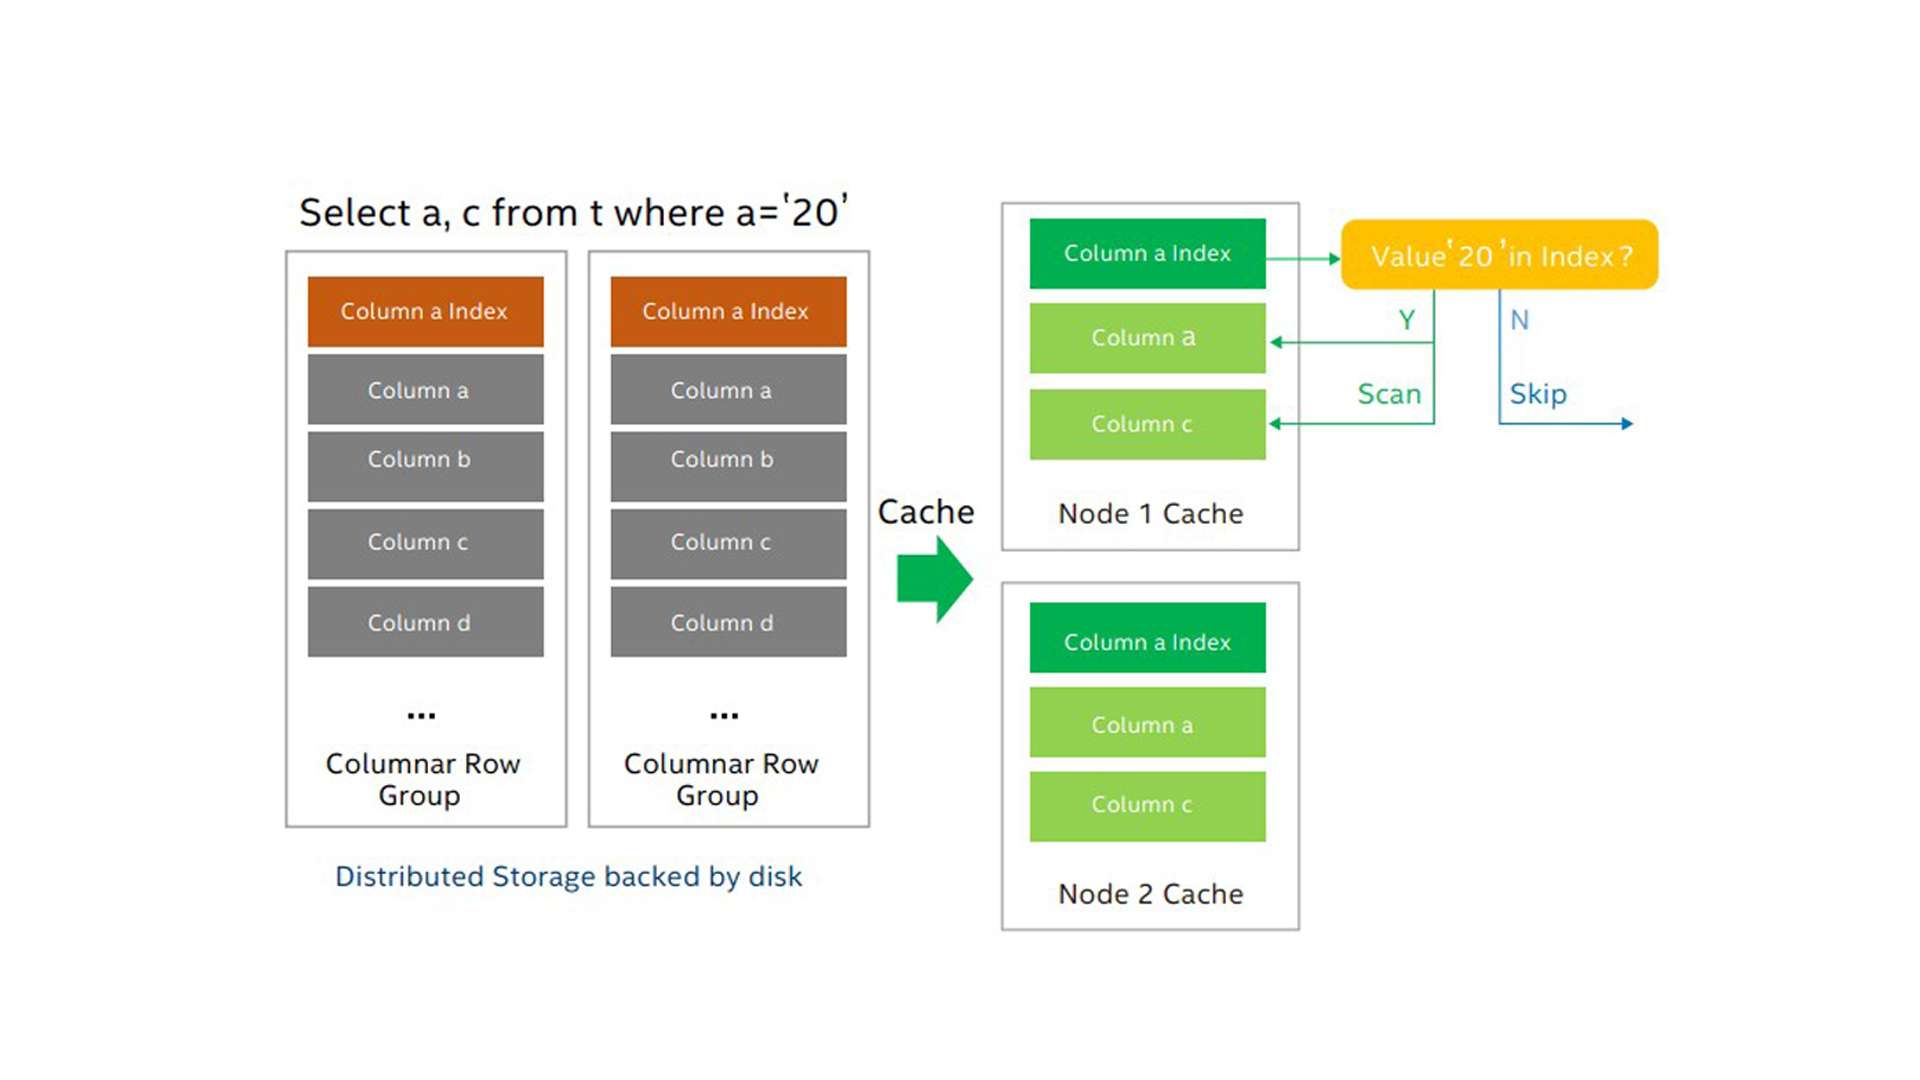 Select a, c from t where a=‘20’
Column a Index
Column a
Column b
Column c
Column d
...
Columnar Row
Group
Column a Index
Column a
Column b
Column c
Column d
...
Columnar Row
Group
Distributed Storage backed by disk
Cache
Column a Index
Column a
Column c
Node 1 Cache
Value‘20’in Index?
Y
N
Scan
Skip
Column a Index
Column a
Column c
Node 2 Cache